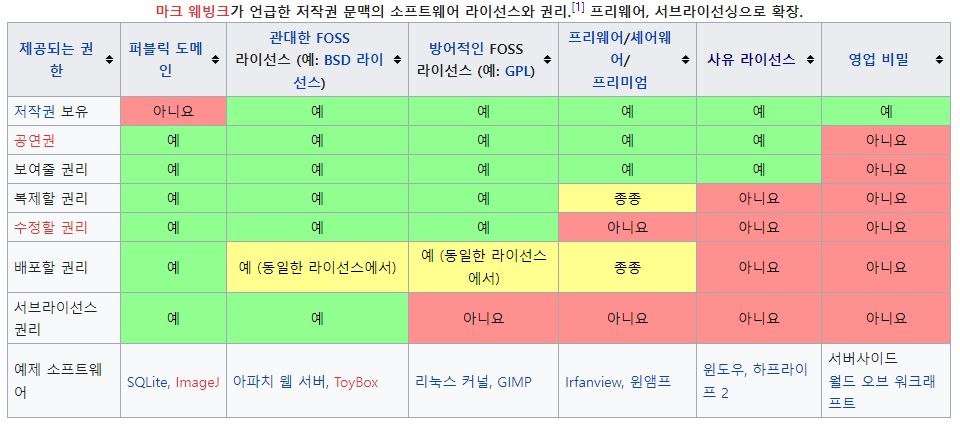 마크 웨빙크가 언급한 저작권 문맥의 소프트웨어 라이선스와 권리.[1] 프리웨어, 서브라이선싱으로 확장.
제공되는 권한 퍼블릭 도메인 관대한 FOSS 라이선스 (예: BSD 라이선스) 방어적인 FOSS 라이선스 (예: GPL) 프리웨어/셰어웨어/프리미엄 사유 라이선스 영업 비밀
저작권 보유 아니요 예 예 예 예 예
공연권 예 예 예 예 예 아니요
보여줄 권리 예 예 예 예 예 아니요
복제할 권리 예 예 예 종종 아니요 아니요
수정할 권리 예 예 예 아니요 아니요 아니요
배포할 권리 예 예 (동일한 라이선스에서) 예 (동일한 라이선스에서) 종종 아니요 아니요
서브라이선스 권리 예 예 아니요 아니요 아니요 아니요
예제 소프트웨어 SQLite, ImageJ 아파치 웹 서버, ToyBox 리눅스 커널, GIMP Irfanview, 윈앰프 윈도우, 하프라이프 2 서버사이드 월드 오브 워크래프트